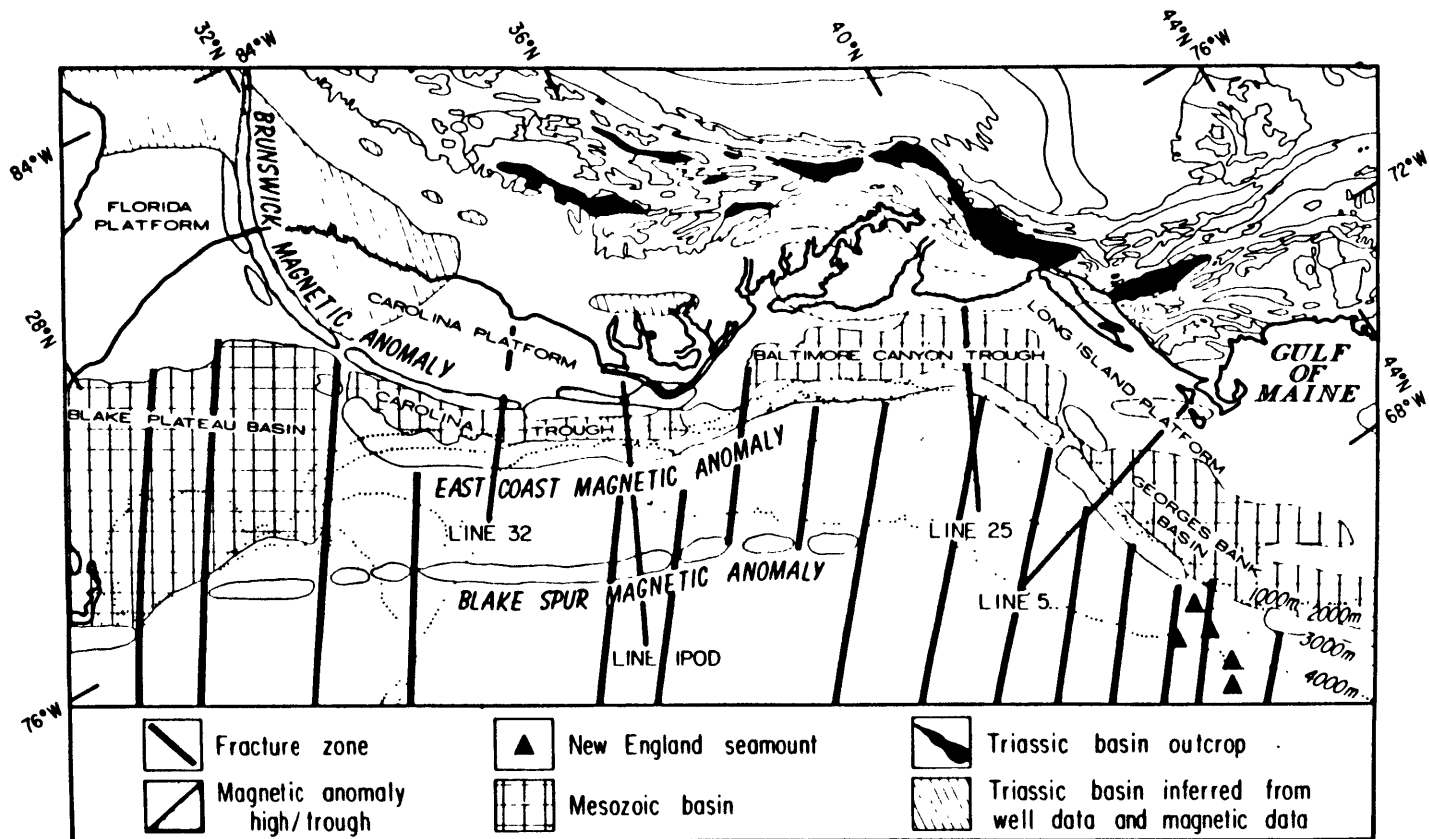 32°N
84°W
36°N
40°N
44°N
76°W
84°W
72°W
BRUNSWICK MAGNETIC ANOMALY
FLORIDA
PLATFORM
CAROLINA PLATFORM
28°N
LONG ISLAND PLATFORM
GULF
OF
MAINE
BALTIMORE CANYON TROUGH
44°N
68°W
BLAKE PLATEAU BASIN
CAROLINA TROUGH
EAST COAST MAGNETIC ANOMALY
GEORGES BANK
BASIN
LINE 32
LINE 25
BLAKE SPUR MAGNETIC ANOMALY
LINE 5
1000m
2000m
3000m
4000m
LINE IPOD
76°W
Fracture zone
New England seamount
Triassic basin outcrop
Magnetic anomaly
high/trough
Mesozoic basin
Triassic basin inferred from
well data and magnetic data